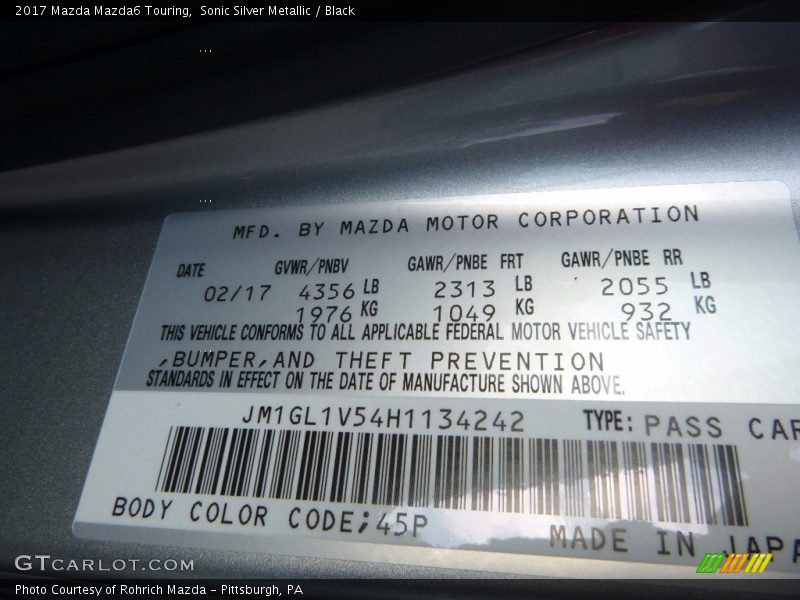 2017 Mazda Mazda6 Touring, Sonic Silver Metallic / Black
MFD. BY MAZDA MOTOR CORPORATION
DATE GVWR/PNBV GAWR/PNBE FRT GAWR/PNBE RR
02/17 4356 LB 2313 LB 2055 LB
1976 KG 1049 KG 932 KG
THIS VEHICLE CONFORMS TO ALL APPLICABLE FEDERAL MOTOR VEHICLE SAFETY
,BUMPER,AND THEFT PREVENTION
STANDARDS IN EFFECT ON THE DATE OF MANUFACTURE SHOWN ABOVE.
JM1GL1V54H1134242 TYPE: PASS CAR
BODY COLOR CODE;45P
MADE IN JAPA
GTCARLOT.COM
Photo Courtesy of Rohrich Mazda - Pittsburgh, PA